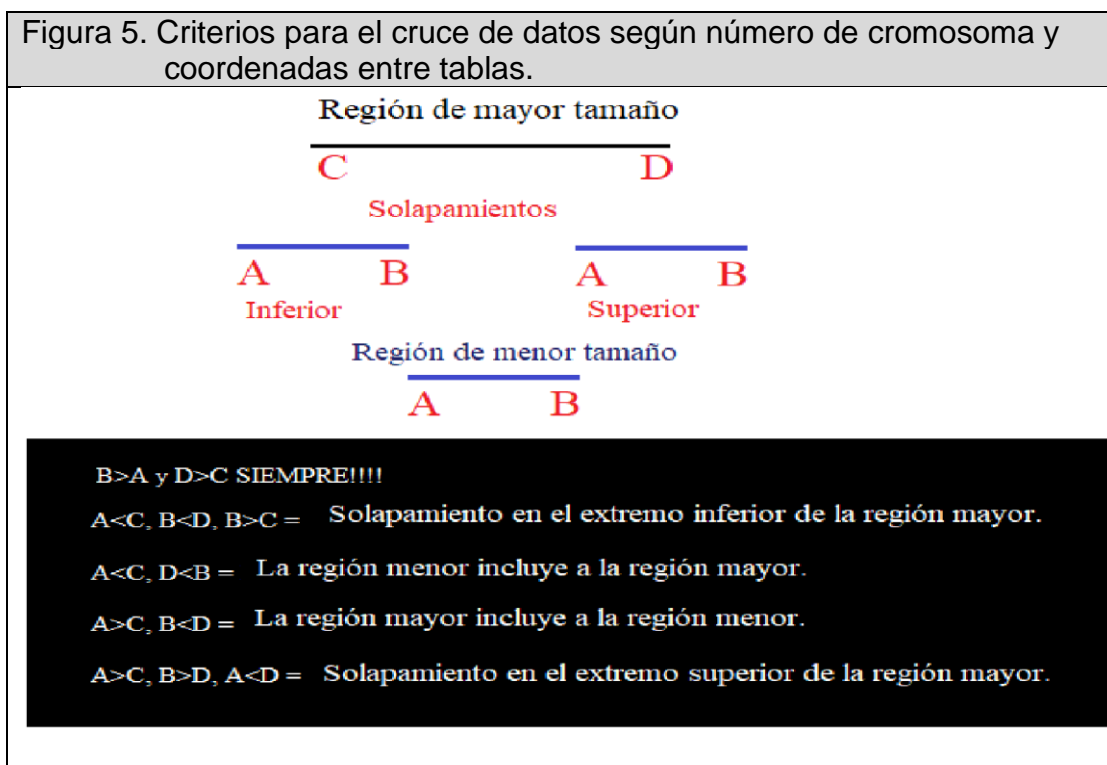 Figura 5. Criterios para el cruce de datos según número de cromosoma y
coordenadas entre tablas.
Región de mayor tamaño
C D
Solapamientos
A B A B
Inferior Superior
Región de menor tamaño
A B
B>A y D>C SIEMPRE!!!!
A<C, B<D, B>C = Solapamiento en el extremo inferior de la región mayor.
A<C, D<B = La región menor incluye a la región mayor.
A>C, B<D = La región mayor incluye a la región menor.
A>C, B>D, A<D = Solapamiento en el extremo superior de la región mayor.